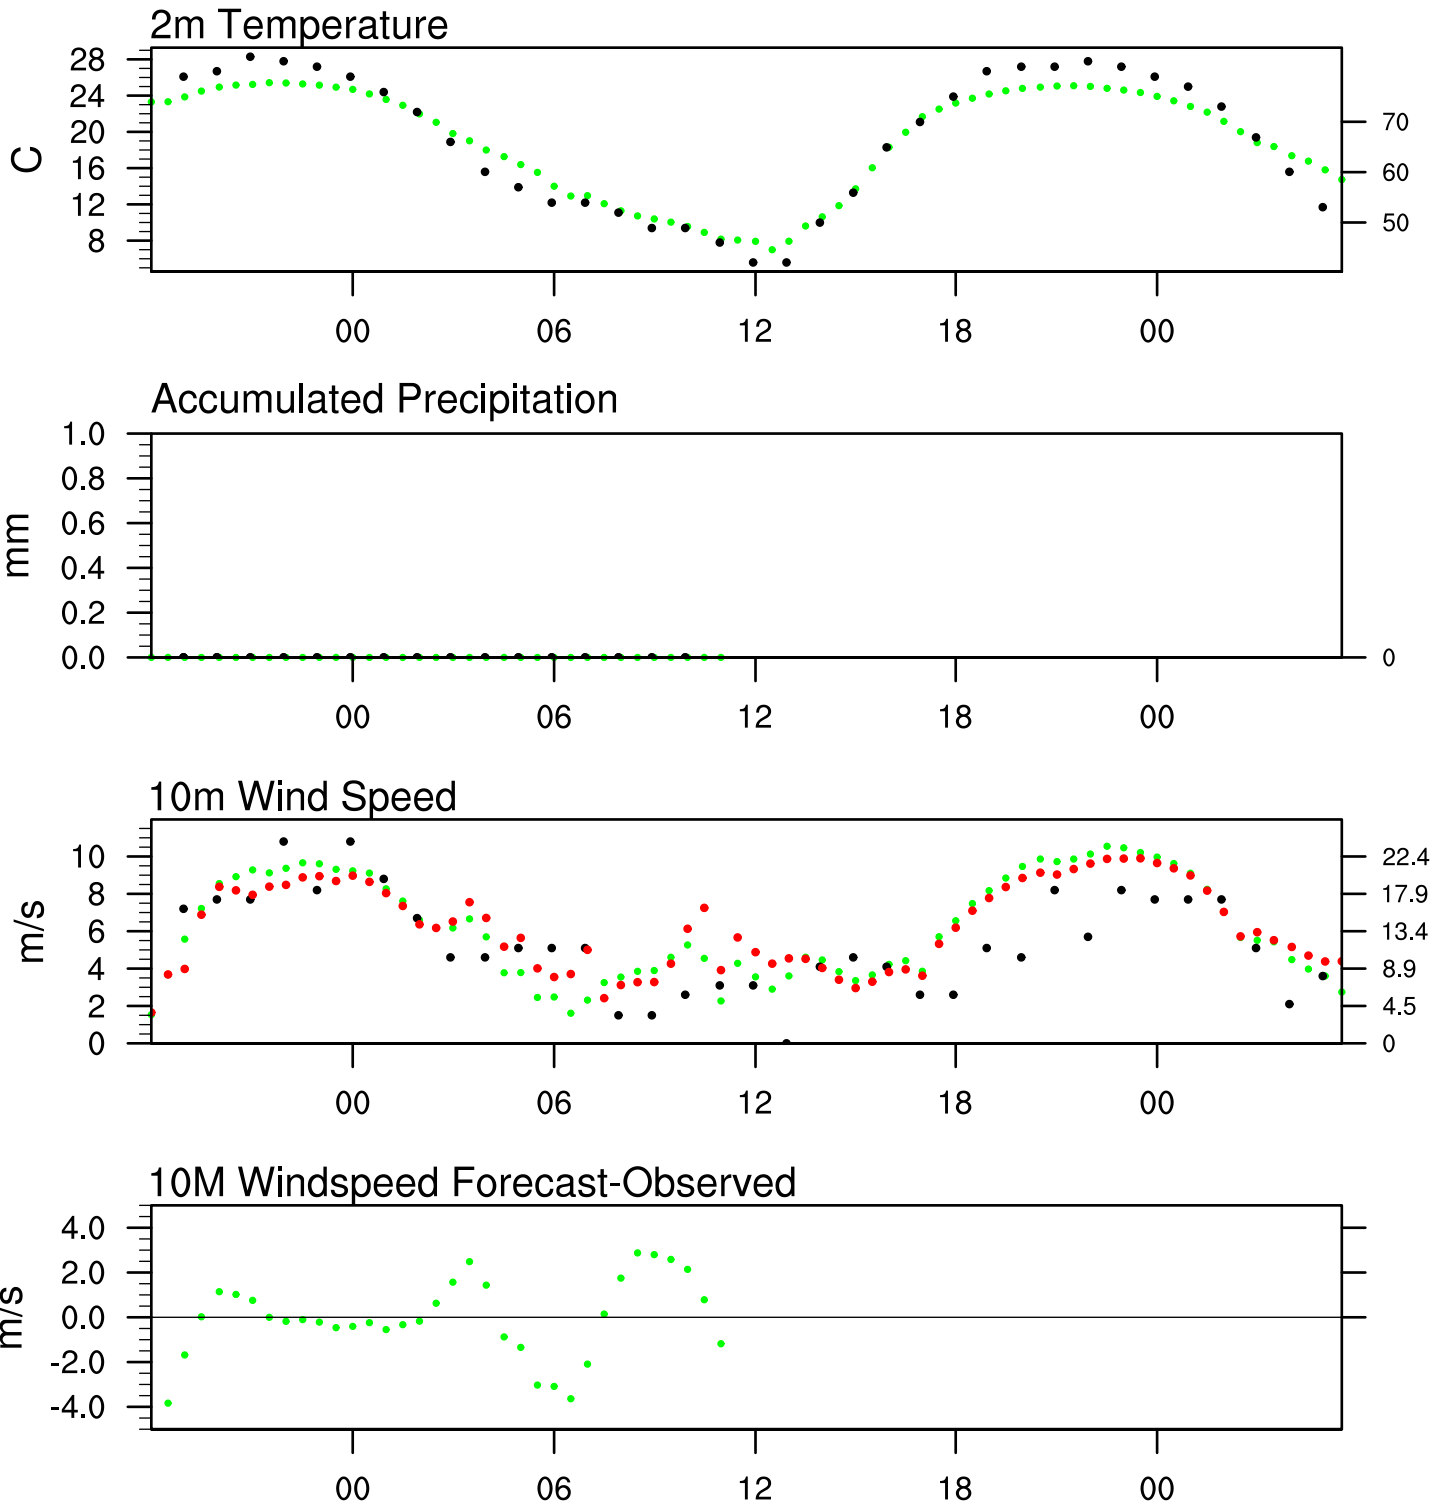 2m Temperature
28
24
20
16
12
8
C
70
60
50
00 06 12 18 00
Accumulated Precipitation
1.0
0.8
0.6
0.4
0.2
0.0
mm
0
00 06 12 18 00
10m Wind Speed
10
8
6
4
2
0
m/s
22.4
17.9
13.4
8.9
4.5
0
00 06 12 18 00
10M Windspeed Forecast-Observed
4.0
2.0
0.0
-2.0
-4.0
m/s
00 06 12 18 00